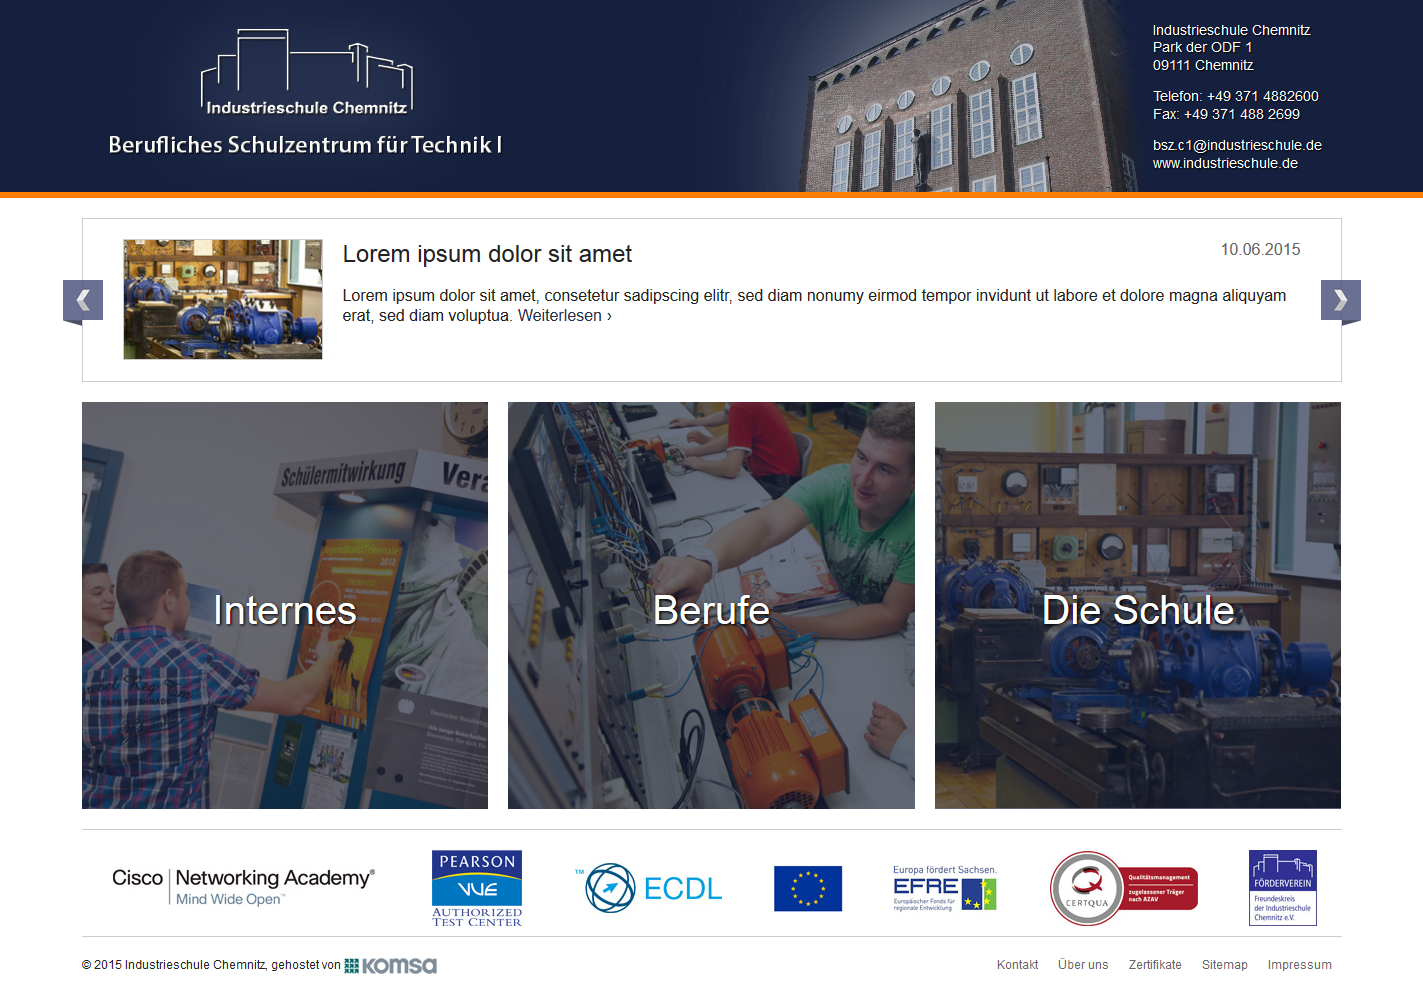 Industrieschule Chemnitz
Berufliches Schulzentrum für Technik I
Industrieschule Chemnitz
Park der ODF 1
09111 Chemnitz
Telefon: +49 371 4882600
Fax: +49 371 488 2699
bsz.c1@industrieschule.de
www.industrieschule.de
Lorem ipsum dolor sit amet
10.06.2015
Lorem ipsum dolor sit amet, consetetur sadipscing elitr, sed diam nonumy eirmod tempor invidunt ut labore et dolore magna aliquyam
erat, sed diam voluptua. Weiterlesen ›
Schülermitwirkung
Vera
JugendKunstTriennale
2012
CHEMNITZ
Internes
Berufe
Die Schule
Cisco Networking Academy®
Mind Wide Open™
PEARSON
VUE
AUTHORIZED
TEST CENTER
™ ECDL
Europa fördert Sachsen.
EFRE
Europäischer Fonds für
regionale Entwicklung
CERTQUA
Qualitätsmanagement
zugelassener Träger
nach AZAV
FÖRDERVEREIN
Freundeskreis
der Industrieschule
Chemnitz e.V.
© 2015 Industrieschule Chemnitz, gehostet von komsa
Kontakt Über uns Zertifikate Sitemap Impressum